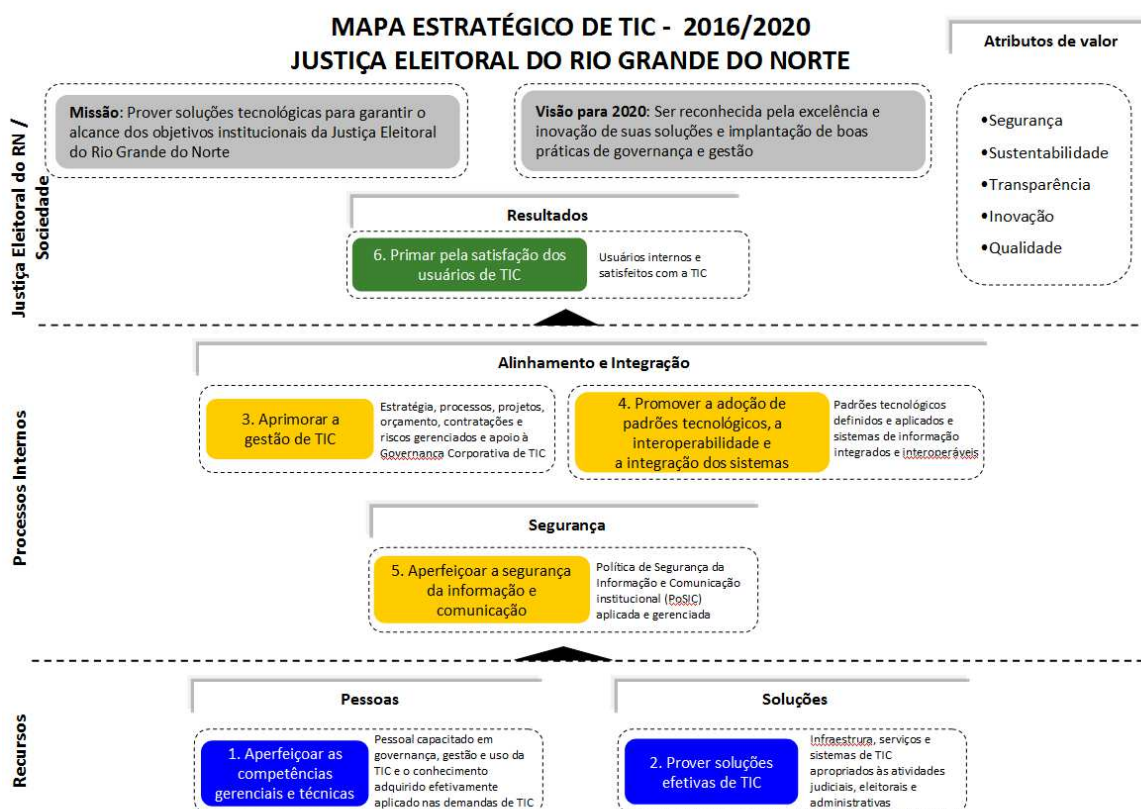 MAPA ESTRATÉGICO DE TIC - 2016/2020
JUSTIÇA ELEITORAL DO RIO GRANDE DO NORTE
Atributos de valor
•Segurança
•Sustentabilidade
•Transparência
•Inovação
•Qualidade
Justiça Eleitoral do RN /
Sociedade
Missão: Prover soluções tecnológicas para garantir o
alcance dos objetivos institucionais da Justiça Eleitoral
do Rio Grande do Norte
Visão para 2020: Ser reconhecida pela excelência e
inovação de suas soluções e implantação de boas
práticas de governança e gestão
Resultados
6. Primar pela satisfação dos
usuários de TIC
Usuários internos e
satisfeitos com a TIC
Processos Internos
Alinhamento e Integração
3. Aprimorar a
gestão de TIC
Estratégia, processos, projetos,
orçamento, contratações e
riscos gerenciados e apoio à
Governança Corporativa de TIC
4. Promover a adoção de
padrões tecnológicos, a
interoperabilidade e
a integração dos sistemas
Padrões tecnológicos
definidos e aplicados e
sistemas de informação
integrados e interoperáveis
Segurança
5. Aperfeiçoar a segurança
da informação e
comunicação
Política de Segurança da
Informação e Comunicação
institucional (PoSIC)
aplicada e gerenciada
Recursos
Pessoas
1. Aperfeiçoar as
competências
gerenciais e técnicas
Pessoal capacitado em
governança, gestão e uso da
TIC e o conhecimento
adquirido efetivamente
aplicado nas demandas de TIC
Soluções
2. Prover soluções
efetivas de TIC
Infraestrura, serviços e
sistemas de TIC
apropriados às atividades
judiciais, eleitorais e
administrativas